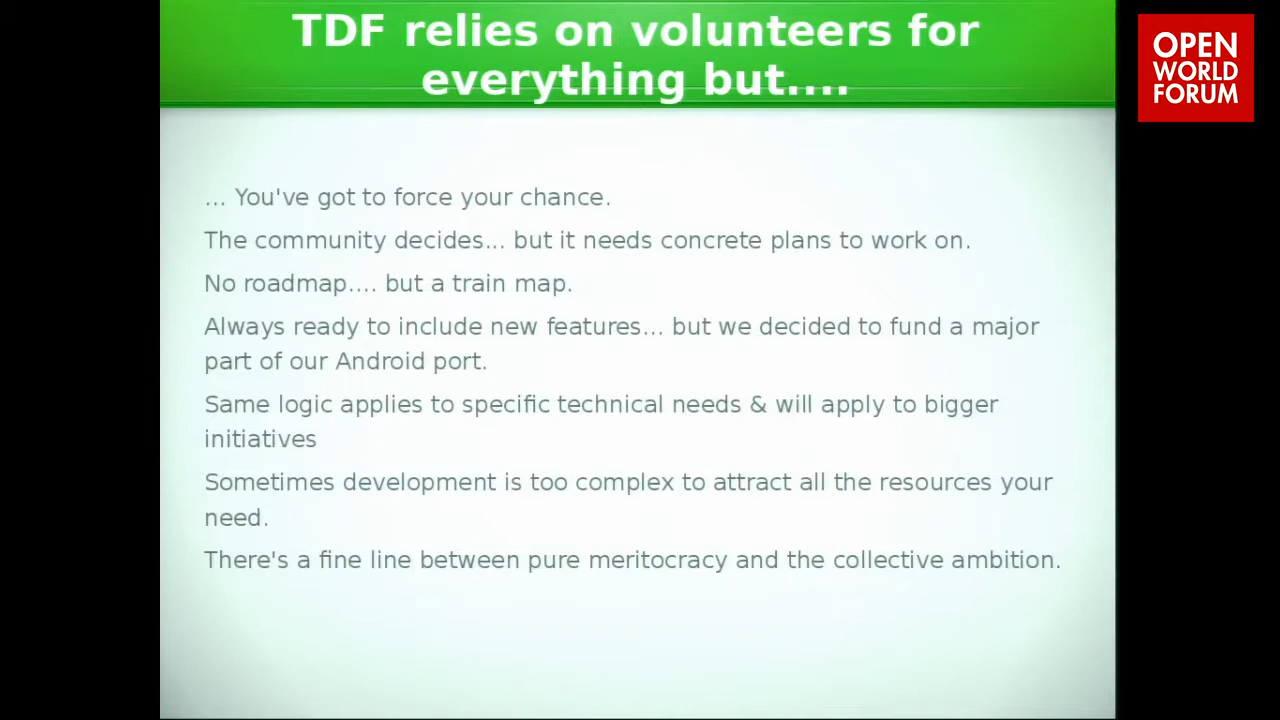 TDF relies on volunteers for
everything but....
OPEN
WORLD
FORUM
... You've got to force your chance.
The community decides... but it needs concrete plans to work on.
No roadmap.... but a train map.
Always ready to include new features... but we decided to fund a major
part of our Android port.
Same logic applies to specific technical needs & will apply to bigger
initiatives
Sometimes development is too complex to attract all the resources your
need.
There's a fine line between pure meritocracy and the collective ambition.